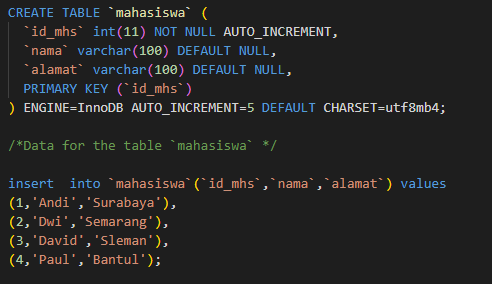 CREATE TABLE `mahasiswa` (
`id_mhs` int(11) NOT NULL AUTO_INCREMENT,
`nama` varchar(100) DEFAULT NULL,
`alamat` varchar(100) DEFAULT NULL,
PRIMARY KEY (`id_mhs`)
) ENGINE=InnoDB AUTO_INCREMENT=5 DEFAULT CHARSET=utf8mb4;
/*Data for the table `mahasiswa` */
insert  into `mahasiswa`(`id_mhs`,`nama`,`alamat`) values
(1,'Andi','Surabaya'),
(2,'Dwi','Semarang'),
(3,'David','Sleman'),
(4,'Paul','Bantul');